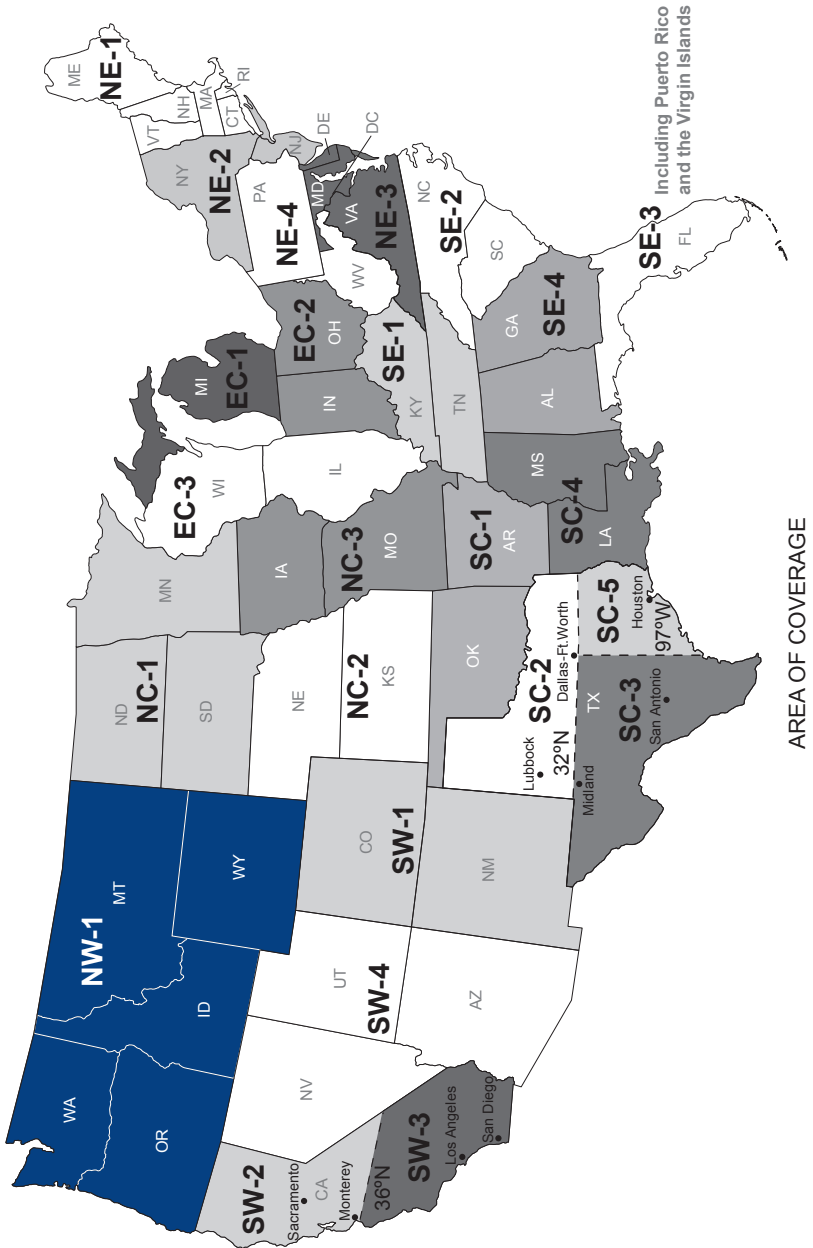 WA
OR
NW-1
MT
ID
WY
SW-2
Sacramento
CA
Monterey
36ºN
SW-3
Los Angeles
San Diego
NV
UT
SW-4
AZ
CO
SW-1
NM
ND
NC-1
SD
NE
NC-2
KS
OK
Lubbock
SC-2
32ºN
Dallas-Ft.Worth
Midland
TX
SC-3
San Antonio
SC-5
Houston
97ºW
MN
IA
NC-3
MO
SC-1
AR
SC-4
LA
MS
EC-3
WI
IL
MI
EC-1
IN
EC-2
OH
SE-1
KY
TN
AL
GA
SE-4
ME
NE-1
VT
NH
MA
CT
RI
NY
NE-2
NJ
PA
NE-4
MD
DE
DC
WV
VA
NE-3
NC
SE-2
SC
SE-3
FL
Including Puerto Rico
and the Virgin Islands
AREA OF COVERAGE